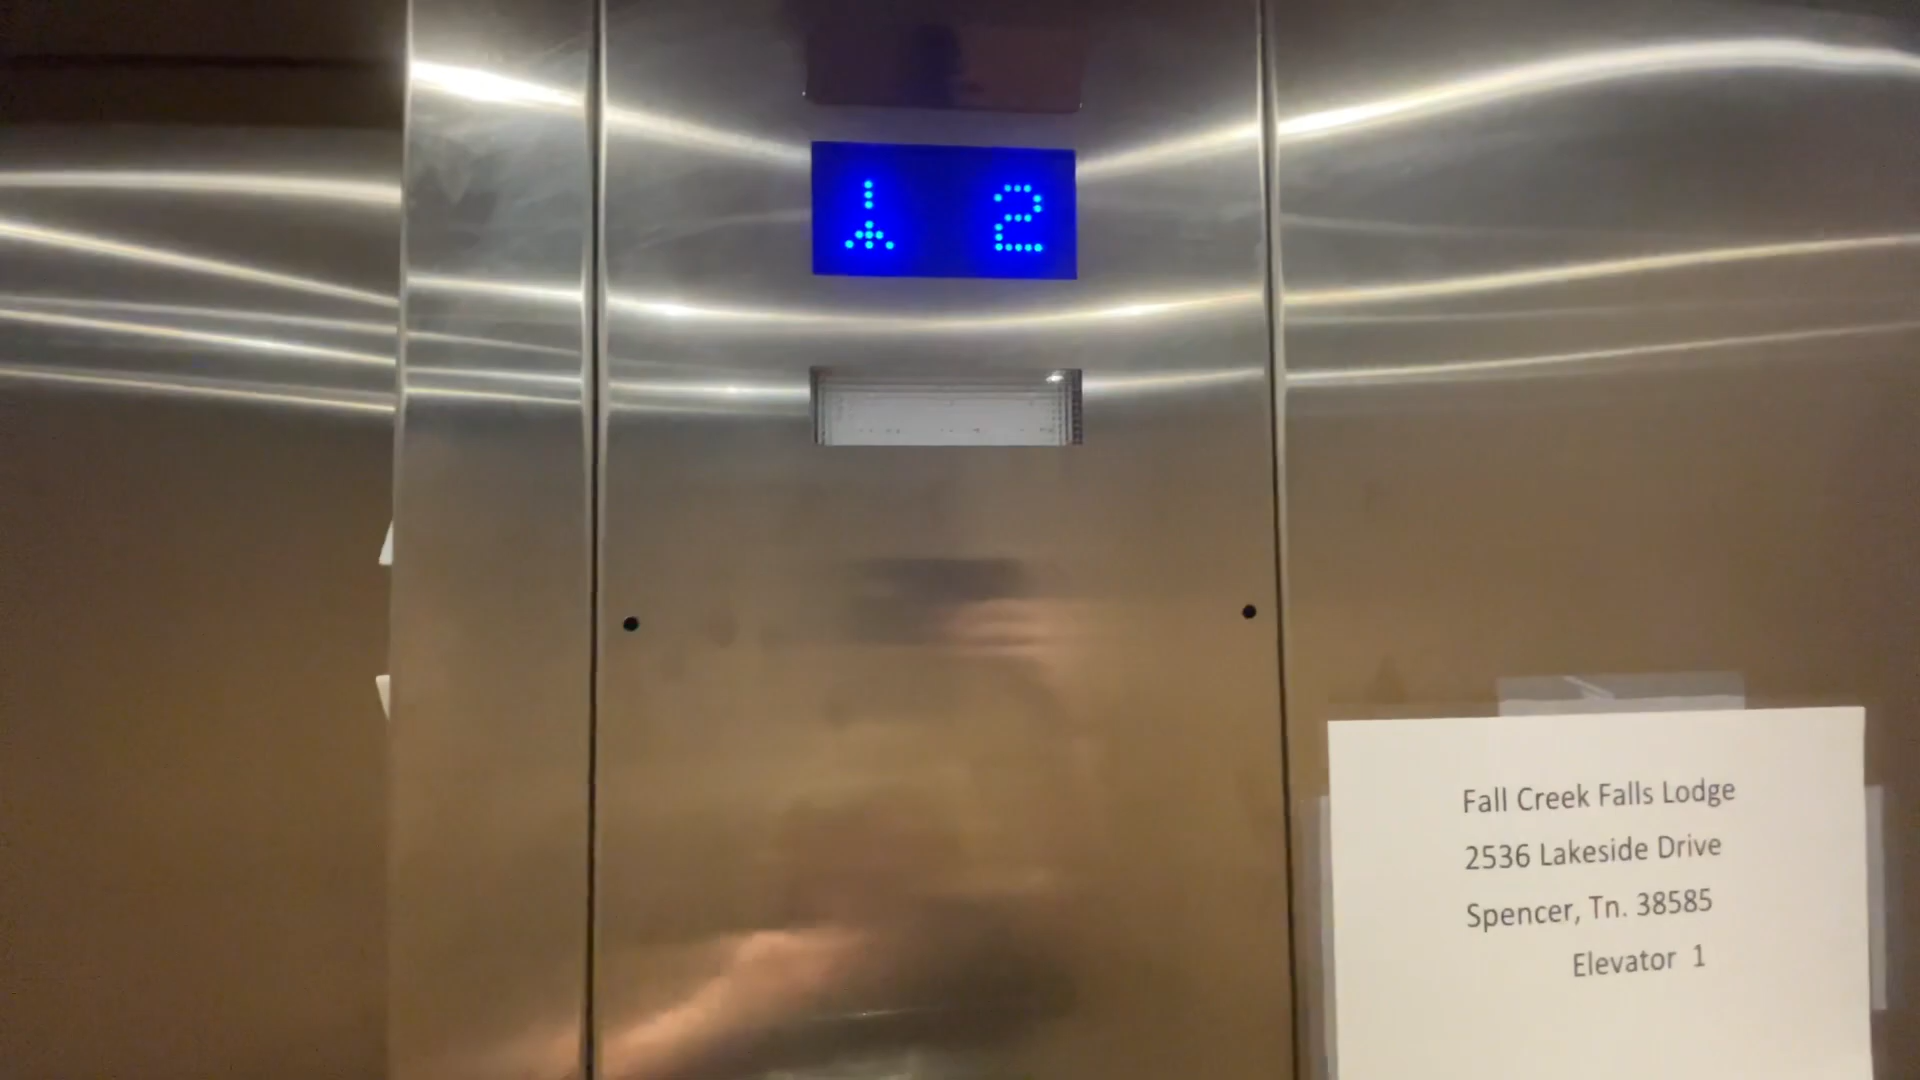 2
Fall Creek Falls Lodge
2536 Lakeside Drive
Spencer, Tn. 38585
Elevator 1